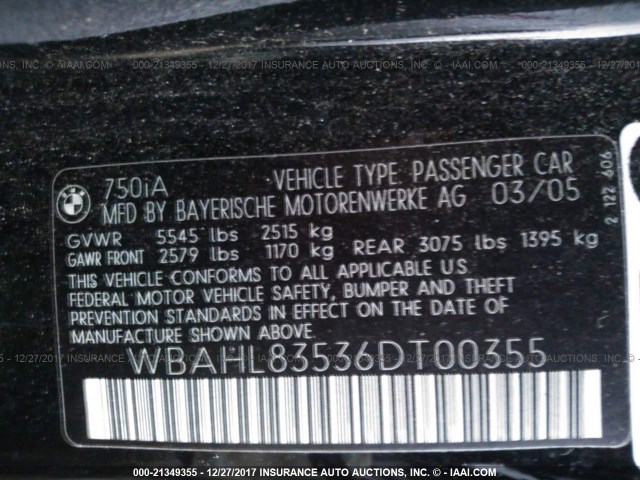 000-21349355 - 12/27/2017 INSURANCE AUTO AUCTIONS, INC. - © IAAI.COM
BMW
750iA VEHICLE TYPE PASSENGER CAR
MFD BY BAYERISCHE MOTORENWERKE AG 03/05
GVWR 5545 lbs 2515 kg
GAWR FRONT 2579 lbs 1170 kg REAR 3075 lbs 1395 kg
THIS VEHICLE CONFORMS TO ALL APPLICABLE U.S.
FEDERAL MOTOR VEHICLE SAFETY, BUMPER AND THEFT
PREVENTION STANDARDS IN EFFECT ON THE DATE OF
MANUFACTURE SHOWN ABOVE
WBAHL83536DT00355
2 122 606
000-21349355 - 12/27/2017 INSURANCE AUTO AUCTIONS, INC. - © IAAI.COM